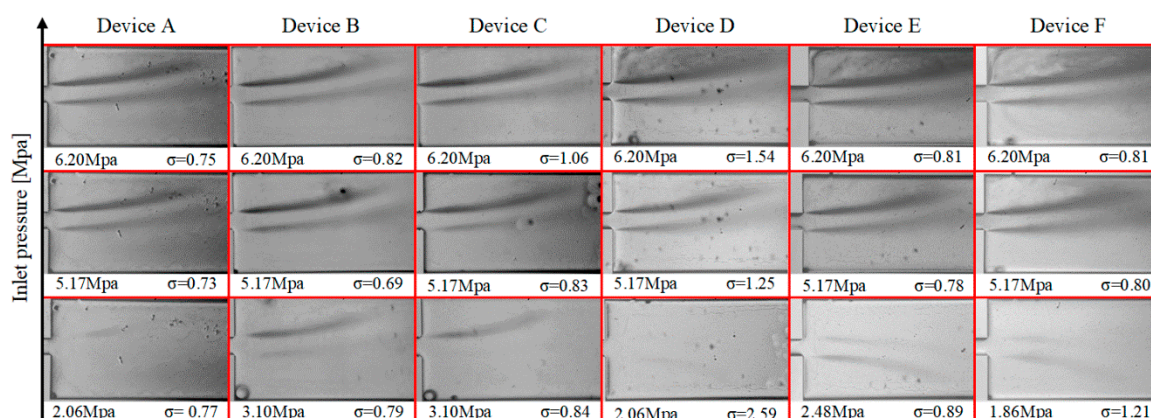 Device A Device B Device C Device D Device E Device F
Inlet pressure [Mpa]
6.20Mpa σ=0.75 6.20Mpa σ=0.82 6.20Mpa σ=1.06 6.20Mpa σ=1.54 6.20Mpa σ=0.81 6.20Mpa σ=0.81
5.17Mpa σ=0.73 5.17Mpa σ=0.69 5.17Mpa σ=0.83 5.17Mpa σ=1.25 5.17Mpa σ=0.78 5.17Mpa σ=0.80
2.06Mpa σ= 0.77 3.10Mpa σ=0.79 3.10Mpa σ=0.84 2.06Mpa σ=2.59 2.48Mpa σ=0.89 1.86Mpa σ=1.21